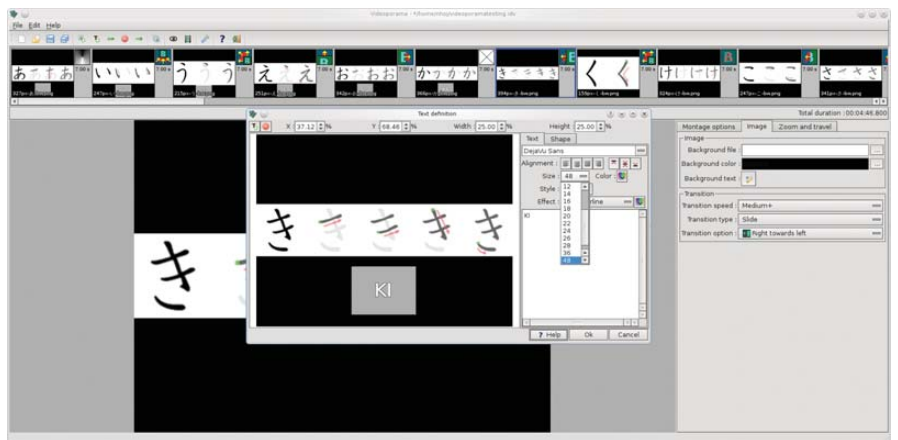 Videoporama
File Edit Help
あ あ い い い う う う え え え お お お か か か き き き く く け け け こ こ こ さ さ さ
7.00 s
Total duration : 00:04:46.800
Text definition
X 37.12 % Y 68.46 % Width 25.00 % Height 25.00 %
Text Shape
DejaVu Sans
Alignment :
Size : 48 Color :
Style :
Effect :
12
14
16
18
20
22
24
26
28
36
48
KI
き き き
KI
? Help Ok Cancel
き
Montage options Image Zoom and travel
Image
Background file :
Background color :
Background text :
Transition
Transition speed : Medium+
Transition type : Slide
Transition option : Right towards left